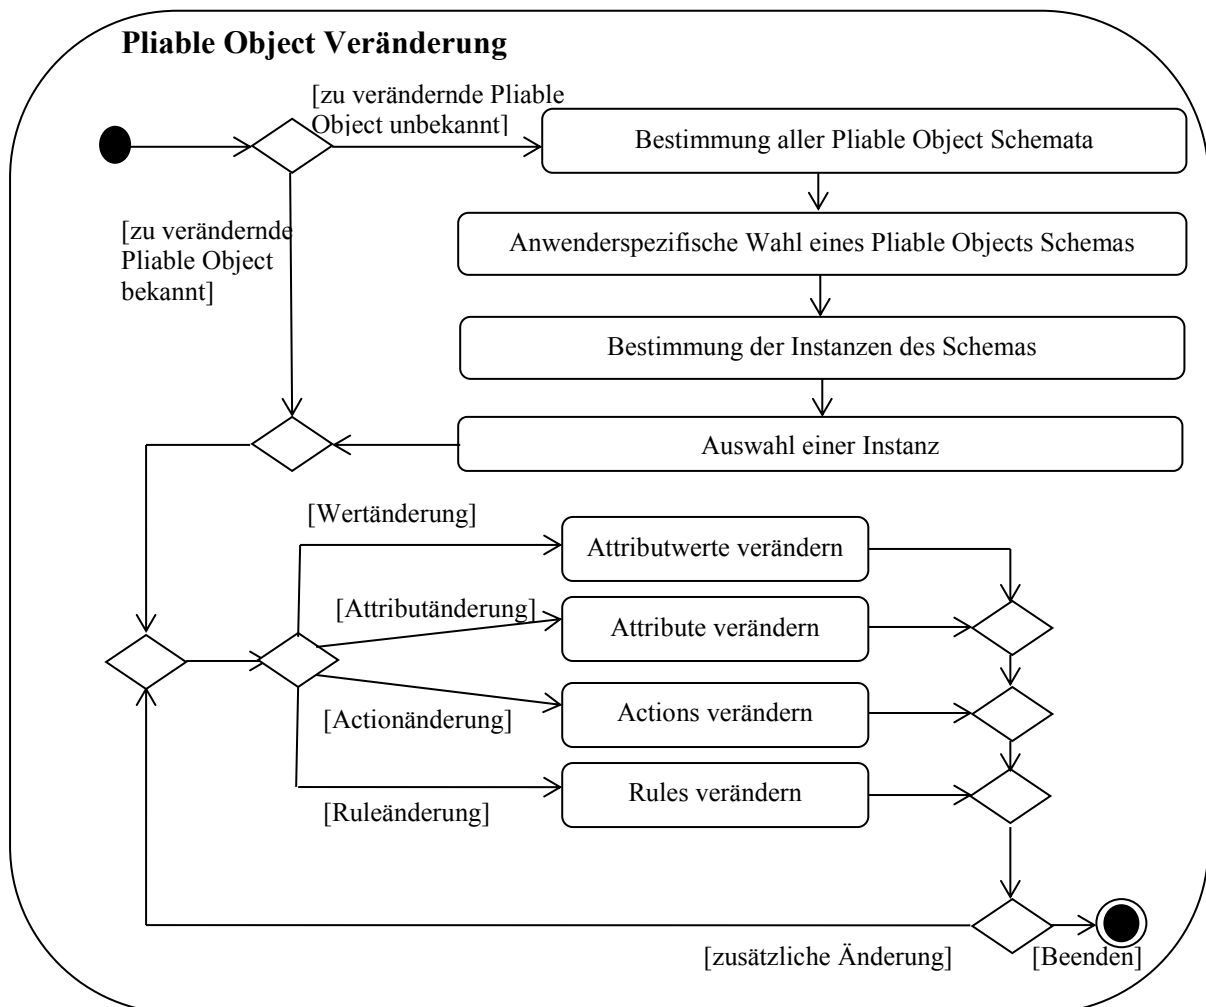 Pliable Object Veränderung
[zu verändernde Pliable
Object unbekannt]
Bestimmung aller Pliable Object Schemata
[zu verändernde
Pliable Object
bekannt]
Anwenderspezifische Wahl eines Pliable Objects Schemas
Bestimmung der Instanzen des Schemas
Auswahl einer Instanz
[Wertänderung]
Attributwerte verändern
[Attributänderung]
Attribute verändern
[Actionänderung]
Actions verändern
[Ruleänderung]
Rules verändern
[zusätzliche Änderung]
[Beenden]